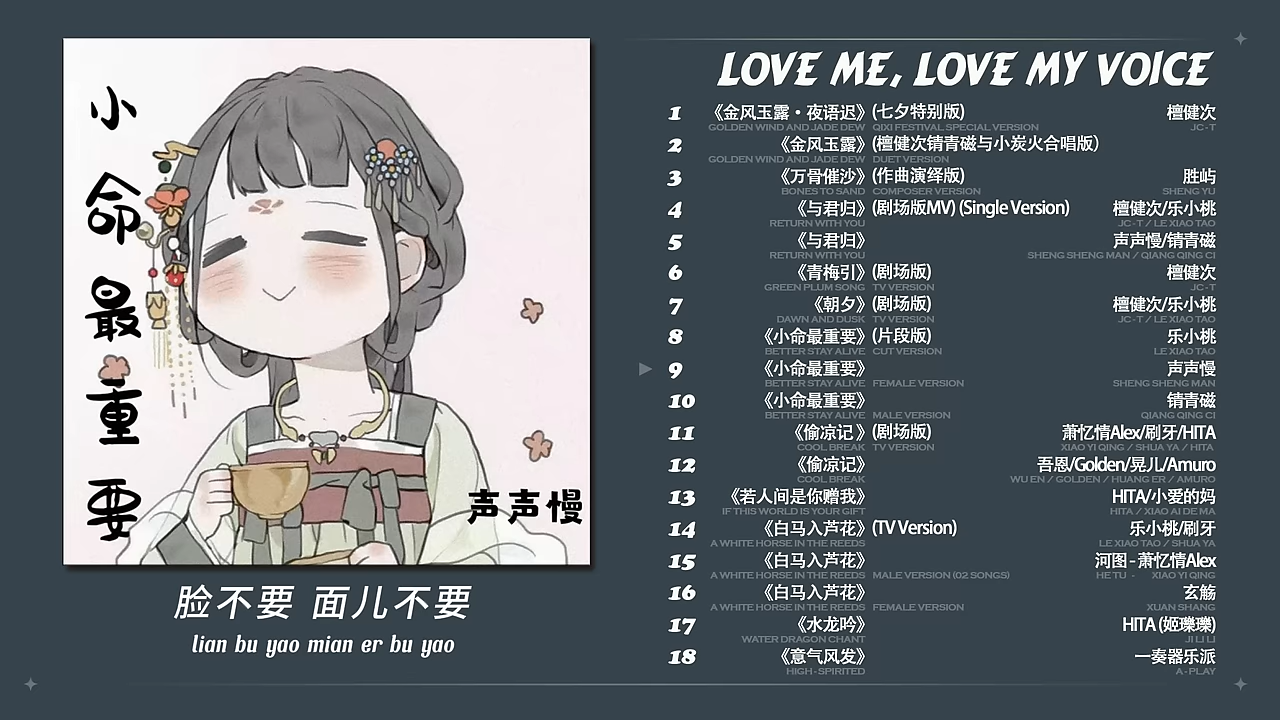 小命最重要
声声慢
脸不要 面儿不要
lian bu yao mian er bu yao
LOVE ME, LOVE MY VOICE
1 《金风玉露·夜语迟》(七夕特别版) 檀健次
GOLDEN WIND AND JADE DEW QIXI FESTIVAL SPECIAL VERSION JC-T
2 《金风玉露》(檀健次锖青磁与小炭火合唱版)
GOLDEN WIND AND JADE DEW DUET VERSION
3 《万骨催沙》(作曲演绎版) 胜屿
BONES TO SAND COMPOSER VERSION SHENG YU
4 《与君归》(剧场版MV) (Single Version) 檀健次/乐小桃
RETURN WITH YOU JC-T / LE XIAO TAO
5 《与君归》 声声慢/锖青磁
RETURN WITH YOU SHENG SHENG MAN / QIANG QING CI
6 《青梅引》(剧场版) 檀健次
GREEN PLUM SONG TV VERSION JC-T
7 《朝夕》(剧场版) 檀健次/乐小桃
DAWN AND DUSK TV VERSION JC-T / LE XIAO TAO
8 《小命最重要》(片段版) 乐小桃
BETTER STAY ALIVE CUT VERSION LE XIAO TAO
9 《小命最重要》 声声慢
BETTER STAY ALIVE FEMALE VERSION SHENG SHENG MAN
10 《小命最重要》 锖青磁
BETTER STAY ALIVE MALE VERSION QIANG QING CI
11 《偷凉记 》(剧场版) 萧忆情Alex/刷牙/HITA
COOL BREAK TV VERSION XIAO YI QING / SHUA YA / HITA
12 《偷凉记》 吾恩/Golden/晃儿/Amuro
COOL BREAK WU EN / GOLDEN / HUANG ER / AMURO
13 《若人间是你赠我》 HITA/小爱的妈
IF THIS WORLD IS YOUR GIFT HITA / XIAO AI DE MA
14 《白马入芦花》(TV Version) 乐小桃/刷牙
A WHITE HORSE IN THE REEDS LE XIAO TAO / SHUA YA
15 《白马入芦花》 河图 - 萧忆情Alex
A WHITE HORSE IN THE REEDS MALE VERSION (02 SONGS) HE TU - XIAO YI QING
16 《白马入芦花》 玄觞
A WHITE HORSE IN THE REEDS FEMALE VERSION XUAN SHANG
17 《水龙吟》 HITA (姬瓅瓅)
WATER DRAGON CHANT JI LI LI
18 《意气风发》 一奏器乐派
HIGH-SPIRITED A-PLAY